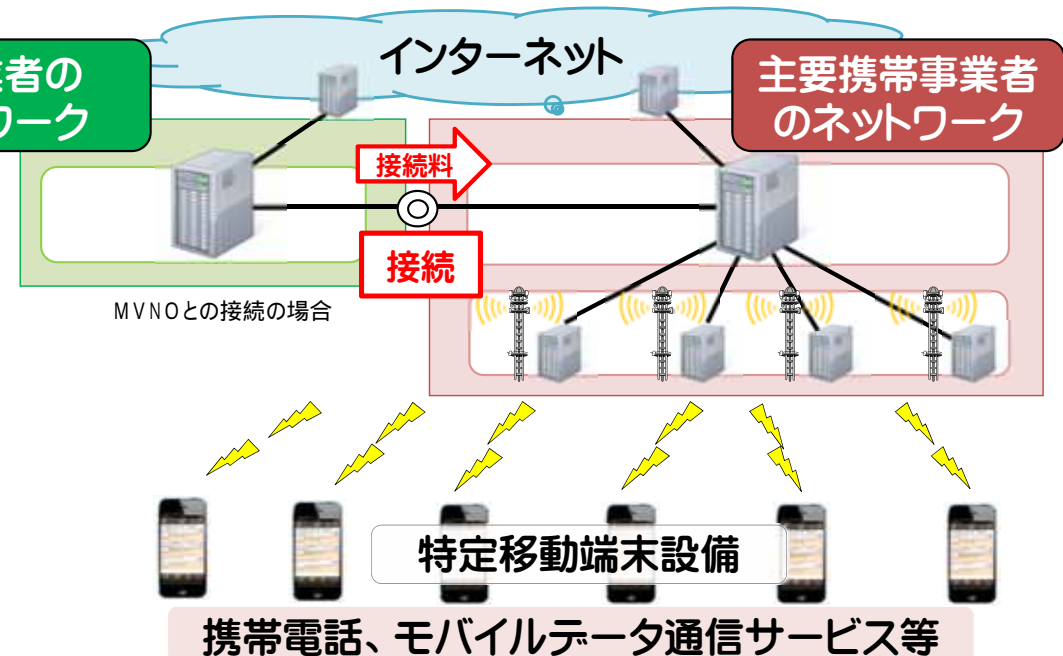 インターネット
業者の
ワーク
主要携帯事業者
のネットワーク
接続料
接続
MVNOとの接続の場合
特定移動端末設備
携帯電話、モバイルデータ通信サービス等